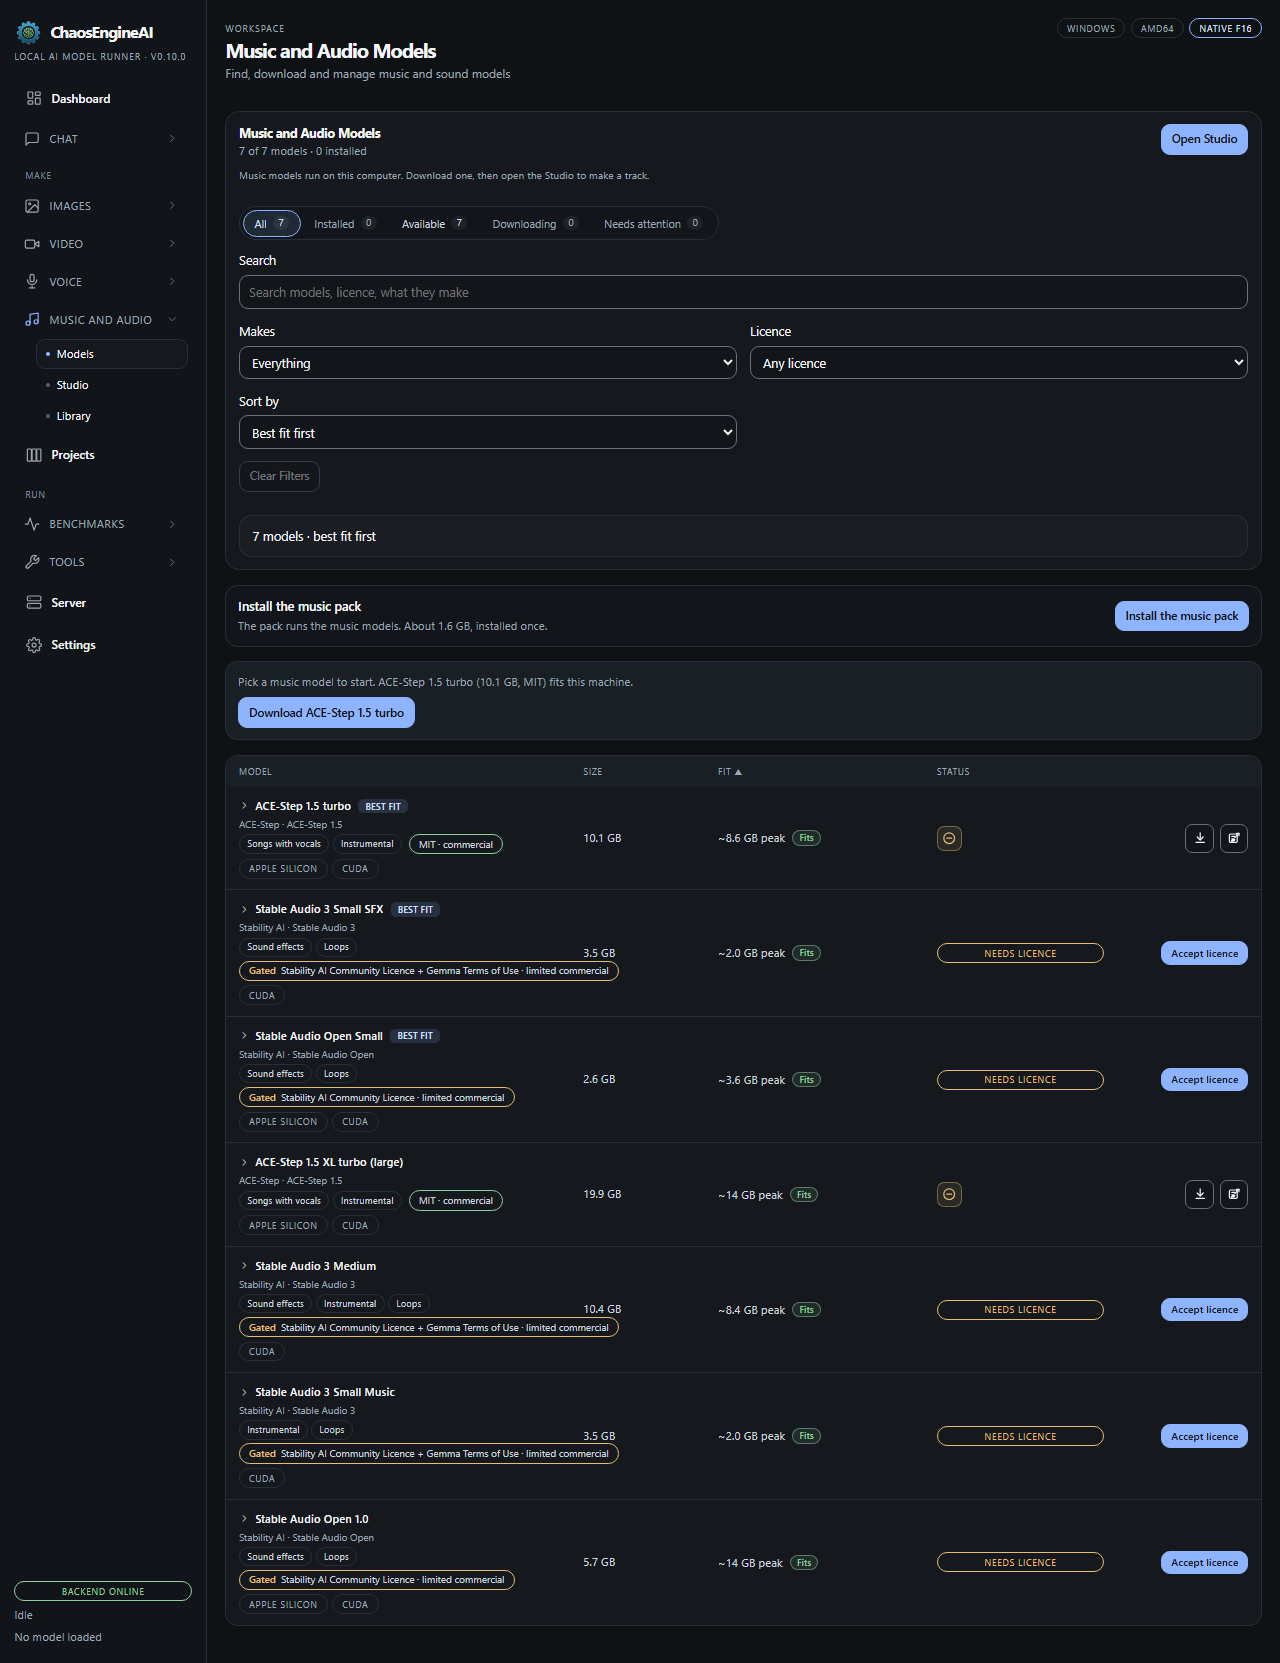 ChaosEngineAI
LOCAL AI MODEL RUNNER · V0.10.0
Dashboard
CHAT
MAKE
IMAGES
VIDEO
VOICE
MUSIC AND AUDIO
Models
Studio
Library
Projects
RUN
BENCHMARKS
TOOLS
Server
Settings
BACKEND ONLINE
Idle
No model loaded
WORKSPACE
Music and Audio Models
Find, download and manage music and sound models
WINDOWS AMD64 NATIVE F16
Music and Audio Models
7 of 7 models · 0 installed
Music models run on this computer. Download one, then open the Studio to make a track.
Open Studio
All 7 Installed 0 Available 7 Downloading 0 Needs attention 0
Search
Search models, licence, what they make
Makes Licence
Everything Any licence
Sort by
Best fit first
Clear Filters
7 models · best fit first
Install the music pack
The pack runs the music models. About 1.6 GB, installed once.
Install the music pack
Pick a music model to start. ACE-Step 1.5 turbo (10.1 GB, MIT) fits this machine.
Download ACE-Step 1.5 turbo
MODEL SIZE FIT ▲ STATUS
ACE-Step 1.5 turbo BEST FIT
ACE-Step · ACE-Step 1.5
Songs with vocals Instrumental MIT · commercial
APPLE SILICON CUDA
10.1 GB ~8.6 GB peak Fits
Stable Audio 3 Small SFX BEST FIT
Stability AI · Stable Audio 3
Sound effects Loops
Gated Stability AI Community Licence + Gemma Terms of Use · limited commercial
CUDA
3.5 GB ~2.0 GB peak Fits NEEDS LICENCE Accept licence
Stable Audio Open Small BEST FIT
Stability AI · Stable Audio Open
Sound effects Loops
Gated Stability AI Community Licence · limited commercial
APPLE SILICON CUDA
2.6 GB ~3.6 GB peak Fits NEEDS LICENCE Accept licence
ACE-Step 1.5 XL turbo (large)
ACE-Step · ACE-Step 1.5
Songs with vocals Instrumental MIT · commercial
APPLE SILICON CUDA
19.9 GB ~14 GB peak Fits
Stable Audio 3 Medium
Stability AI · Stable Audio 3
Sound effects Instrumental Loops
Gated Stability AI Community Licence + Gemma Terms of Use · limited commercial
CUDA
10.4 GB ~8.4 GB peak Fits NEEDS LICENCE Accept licence
Stable Audio 3 Small Music
Stability AI · Stable Audio 3
Instrumental Loops
Gated Stability AI Community Licence + Gemma Terms of Use · limited commercial
CUDA
3.5 GB ~2.0 GB peak Fits NEEDS LICENCE Accept licence
Stable Audio Open 1.0
Stability AI · Stable Audio Open
Sound effects Loops
Gated Stability AI Community Licence · limited commercial
APPLE SILICON CUDA
5.7 GB ~14 GB peak Fits NEEDS LICENCE Accept licence